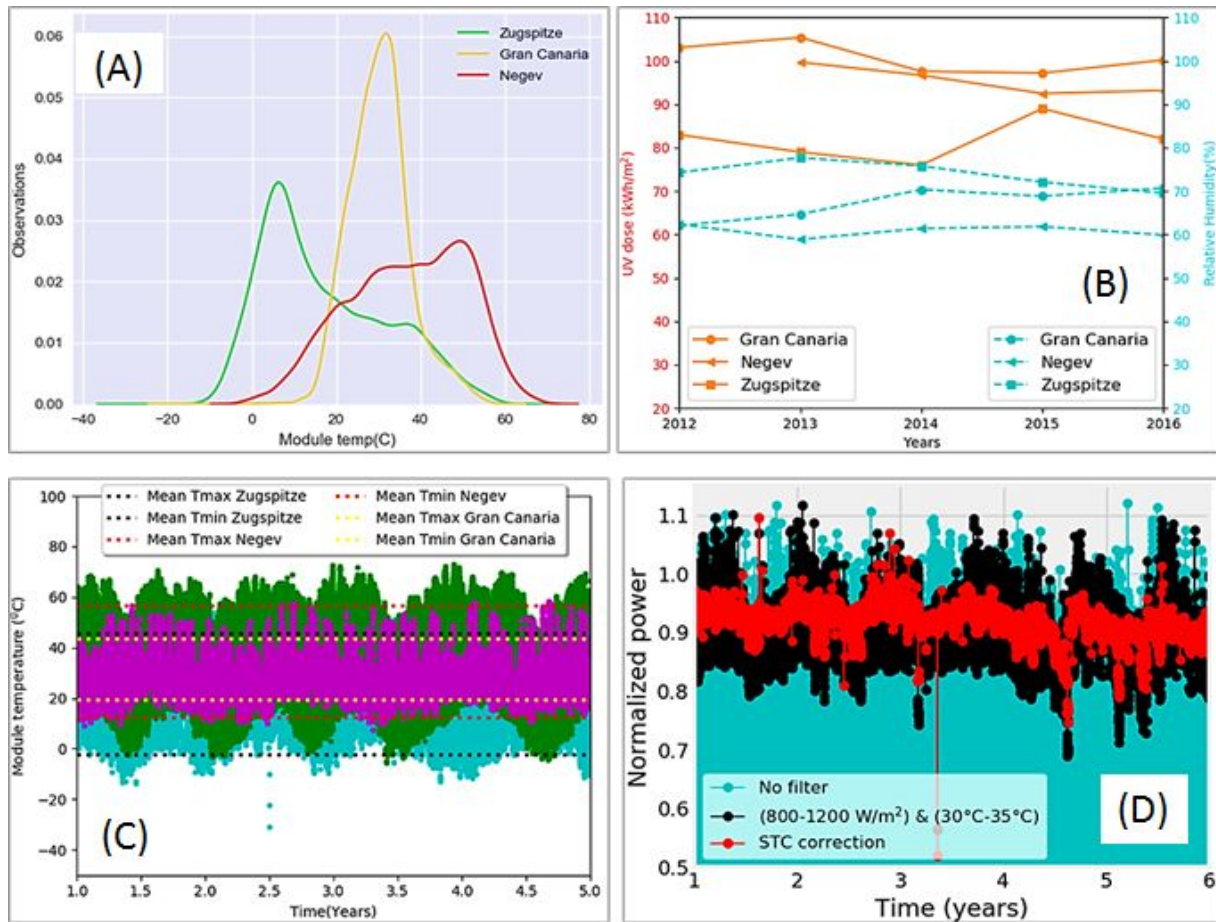 (A)
Zugspitze
Gran Canaria
Negev
0.06
0.05
0.04
0.03
0.02
0.01
0.00
Observations
−40 −20 0 20 40 60 80
Module temp(C)
110
100
90
80
70
60
50
40
30
20
UV dose (kWh/m²)
110
100
90
80
70
60
50
40
30
20
Relative Humidity(%)
(B)
Gran Canaria
Negev
Zugspitze
Gran Canaria
Negev
Zugspitze
2012 2013 2014 2015 2016
Years
Mean Tmax Zugspitze
Mean Tmin Zugspitze
Mean Tmax Negev
Mean Tmin Negev
Mean Tmax Gran Canaria
Mean Tmin Gran Canaria
100
80
60
40
20
0
−20
−40
Module temperature (⁰C)
(C)
1.0 1.5 2.0 2.5 3.0 3.5 4.0 4.5 5.0
Time(Years)
1.1
1.0
0.9
0.8
0.7
0.6
0.5
Normalized power
No filter
(800-1200 W/m²) & (30°C-35°C)
STC correction
(D)
1 2 3 4 5 6
Time (years)